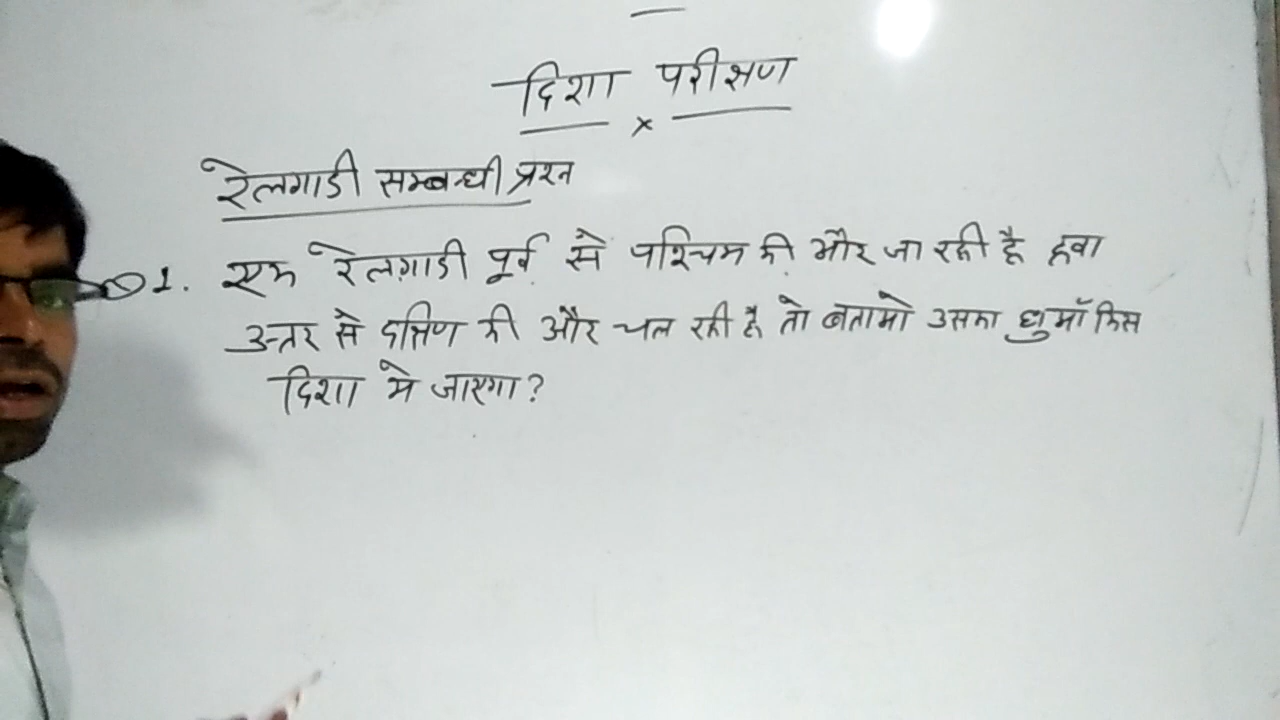 दिशा परीक्षण
रेलगाडी सम्बन्धी प्रश्न
1. एक रेलगाडी पूर्व से पश्चिम की और जा रही है हवा
उत्तर से दक्षिण की और चल रही है तो बताओ उसका धुआँ किस
दिशा मे जाएगा?